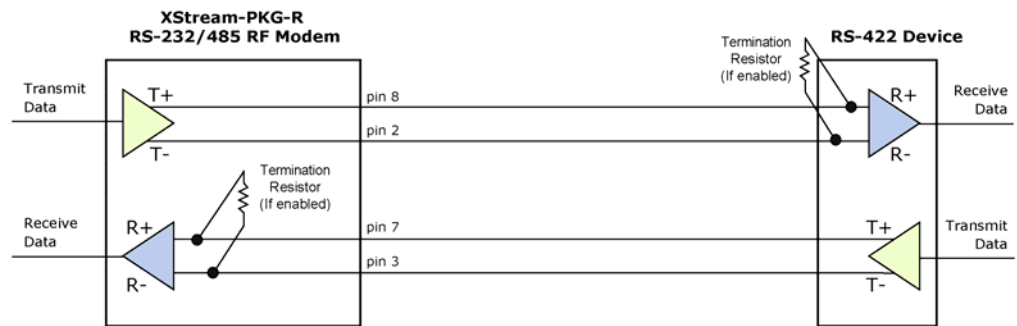 XStream-PKG-R
RS-232/485 RF Modem
RS-422 Device
Termination
Resistor
(If enabled)
Transmit
Data
T+
T-
pin 8
pin 2
R+
R-
Receive
Data
Termination
Resistor
(If enabled)
Receive
Data
R+
R-
pin 7
pin 3
T+
T-
Transmit
Data